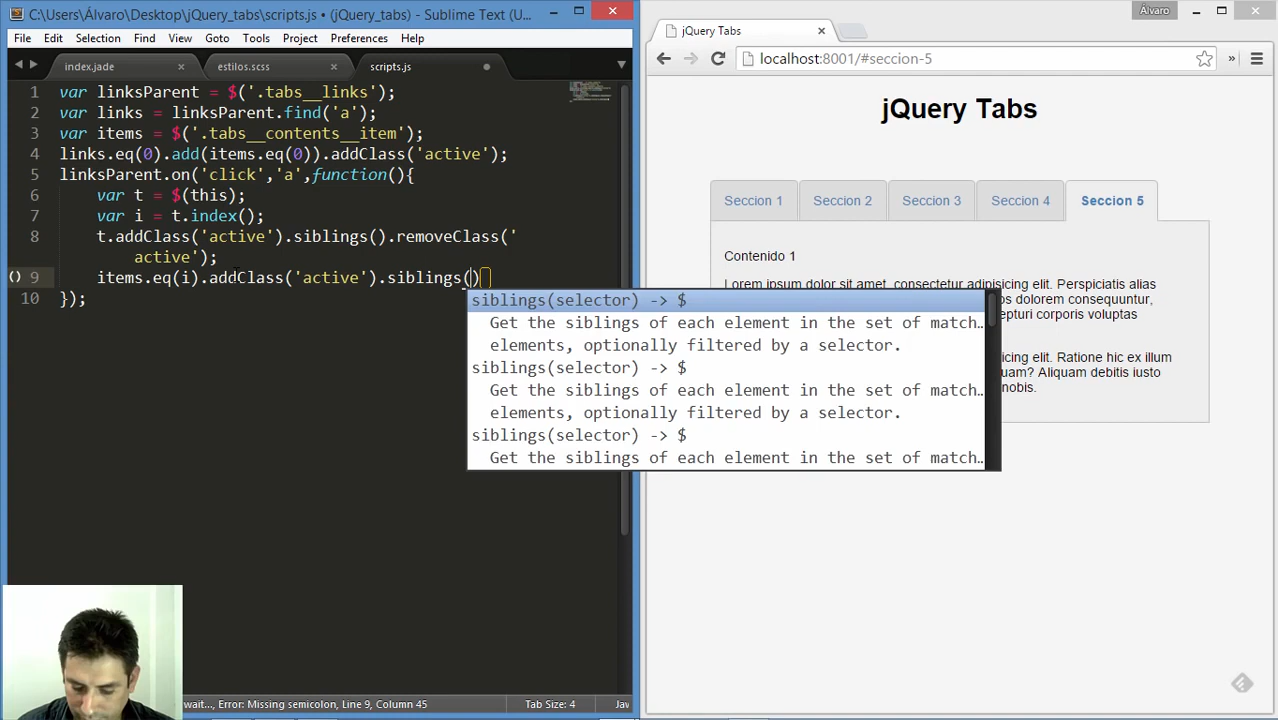 C:\Users\Álvaro\Desktop\jQuery_tabs\scripts.js • (jQuery_tabs) - Sublime Text (U...
File Edit Selection Find View Goto Tools Project Preferences Help
index.jade × estilos.scss × scripts.js
1 var linksParent = $('.tabs__links');
2 var links = linksParent.find('a');
3 var items = $('.tabs__contents__item');
4 links.eq(0).add(items.eq(0)).addClass('active');
5 linksParent.on('click','a',function(){
6 var t = $(this);
7 var i = t.index();
8 t.addClass('active').siblings().removeClass('
active');
9 items.eq(i).addClass('active').siblings()
10 });
siblings(selector) -> $
Get the siblings of each element in the set of match…
elements, optionally filtered by a selector.
siblings(selector) -> $
Get the siblings of each element in the set of match…
elements, optionally filtered by a selector.
siblings(selector) -> $
Get the siblings of each element in the set of match…
wait..., Error: Missing semicolon, Line 9, Column 45 Tab Size: 4 Jav
Álvaro
jQuery Tabs
localhost:8001/#seccion-5
jQuery Tabs
Seccion 1 Seccion 2 Seccion 3 Seccion 4 Seccion 5
Contenido 1
Lorem ipsum dolor sit amet, consectetur adipisicing elit. Perspiciatis alias
os dolorem consequuntur,
epturi corporis voluptas
icing elit. Ratione hic ex illum
quam? Aliquam debitis iusto
nobis.